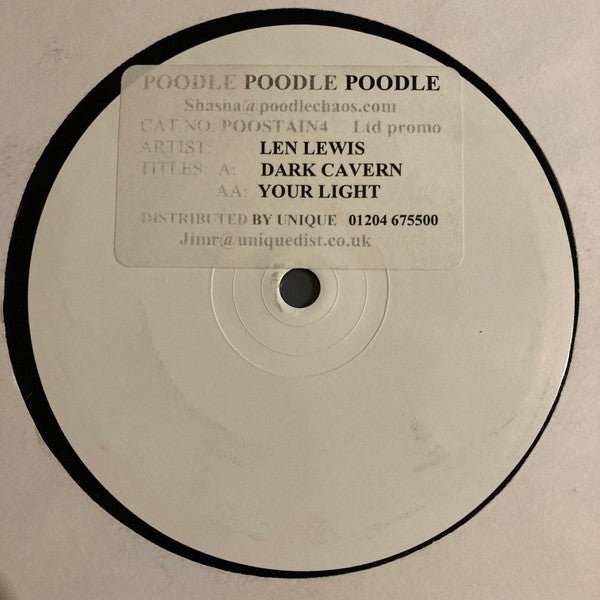 POODLE POODLE POODLE
Shasha@poodlechaos.com
CAT.NO. POOSTAIN4 Ltd promo
ARTIST: LEN LEWIS
TITLES: A: DARK CAVERN
AA: YOUR LIGHT
DISTRIBUTED BY UNIQUE 01204 675500
Jimr@uniquedist.co.uk